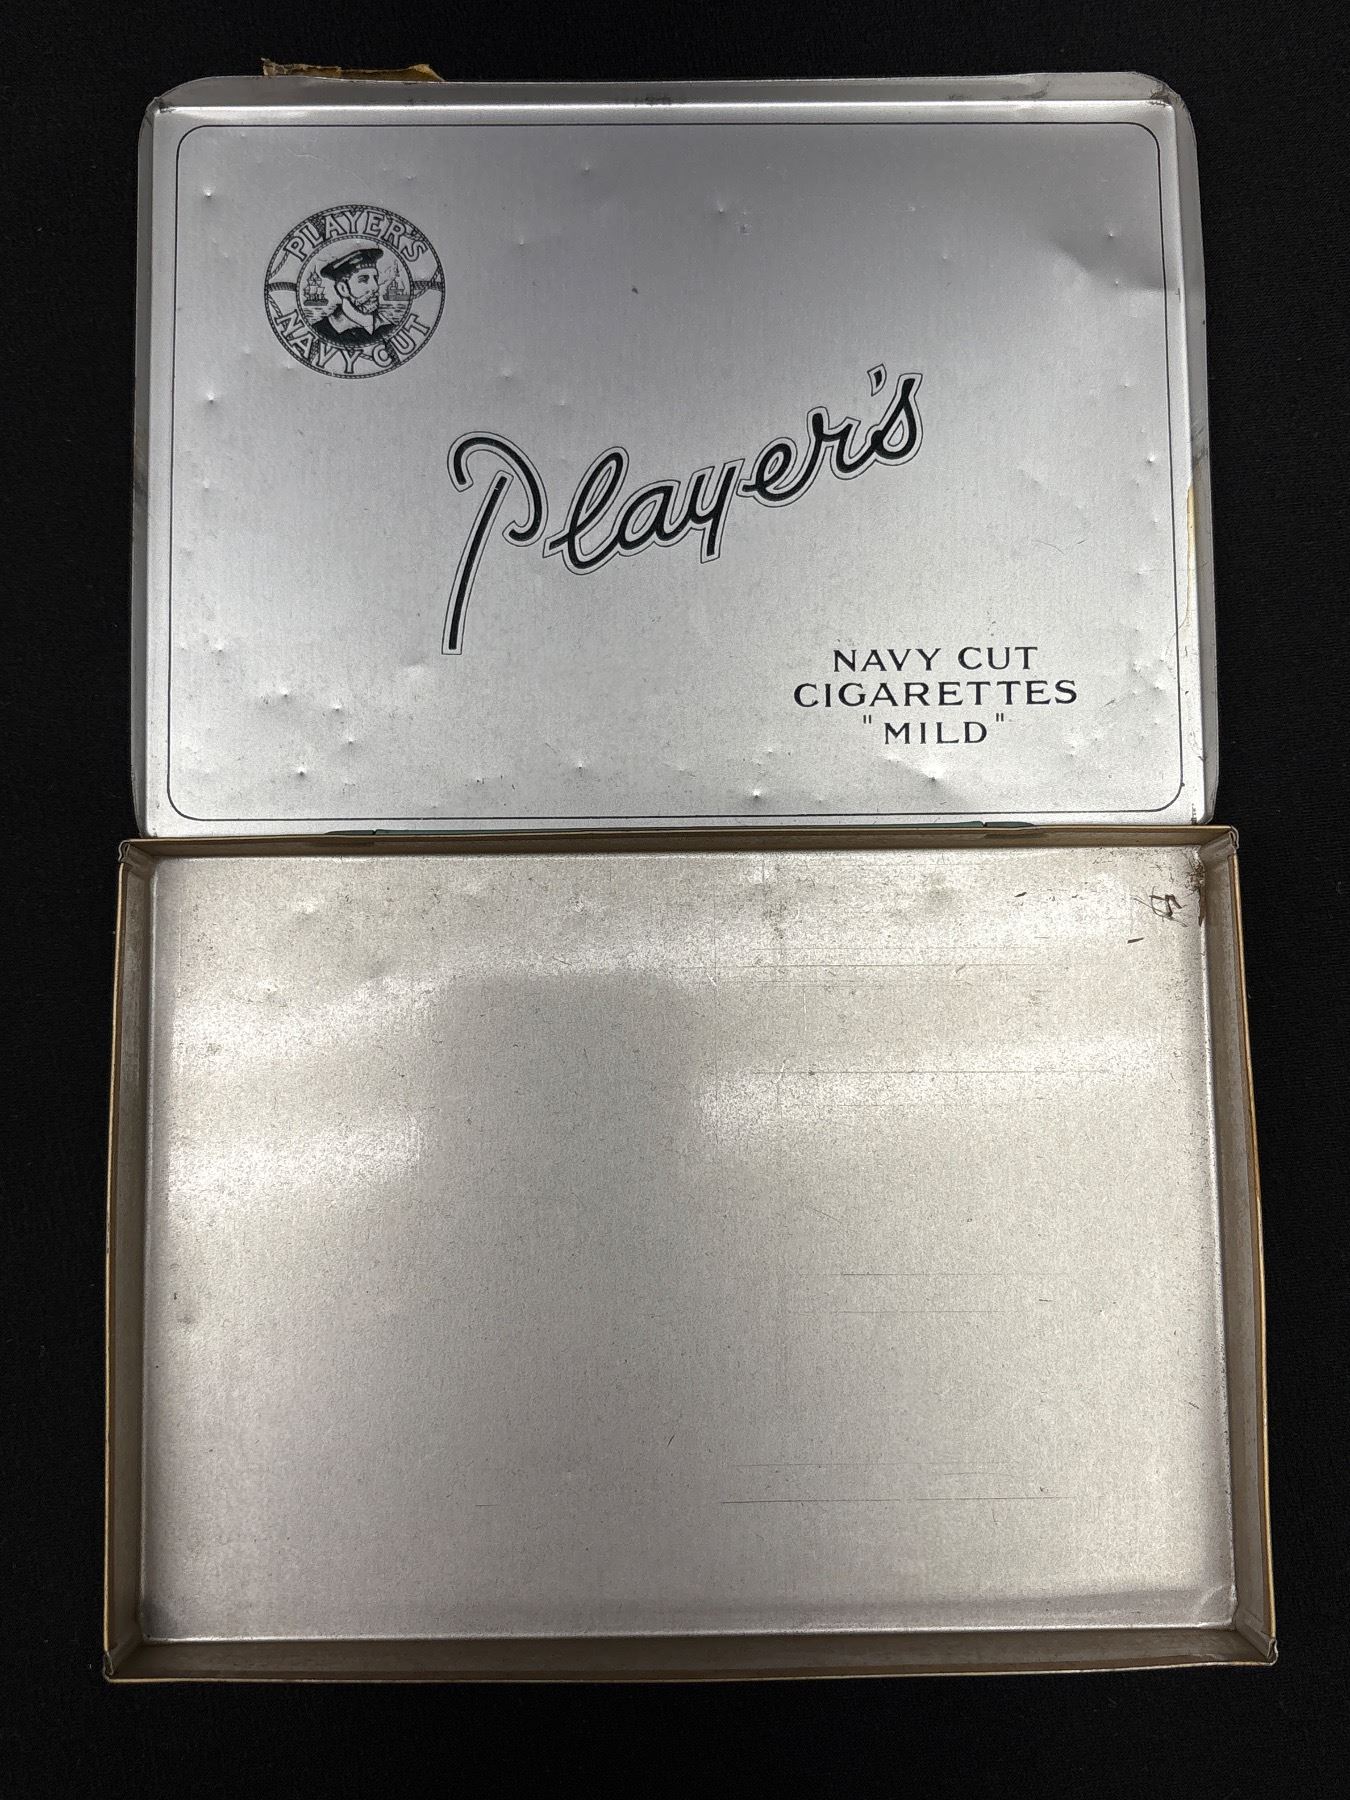 PLAYER'S
NAVY CUT
Player's
NAVY CUT
CIGARETTES
"MILD"